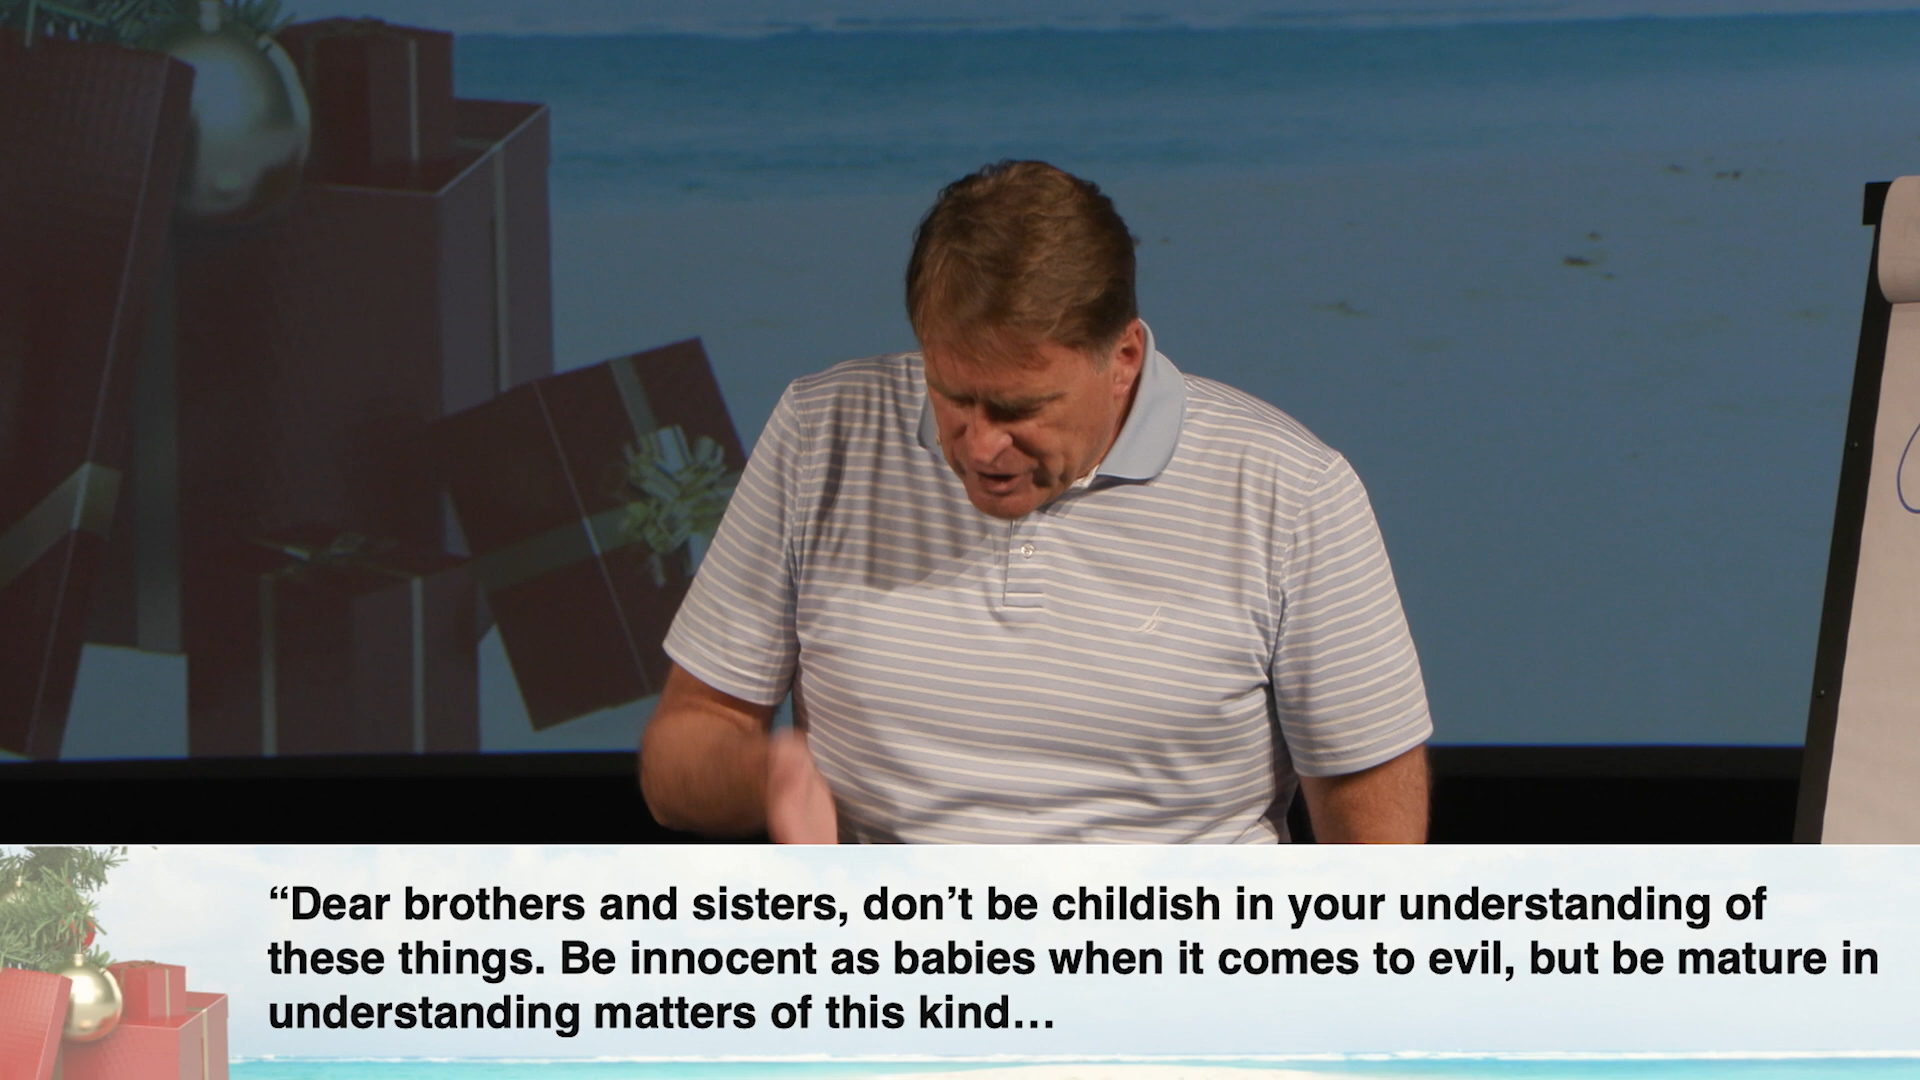 “Dear brothers and sisters, don’t be childish in your understanding of
these things. Be innocent as babies when it comes to evil, but be mature in
understanding matters of this kind…